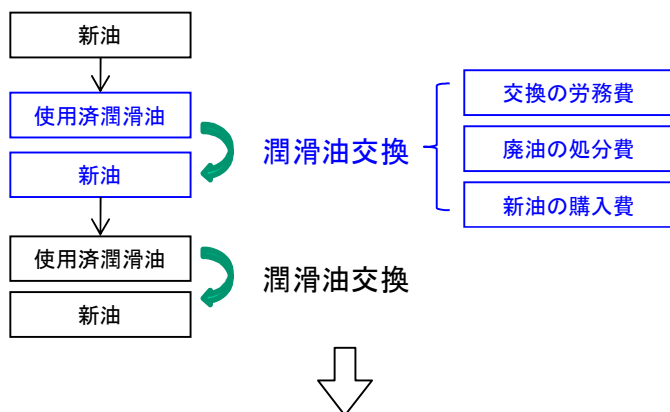 新油
使用済潤滑油
新油
潤滑油交換
交換の労務費
廃油の処分費
新油の購入費
使用済潤滑油
新油
潤滑油交換